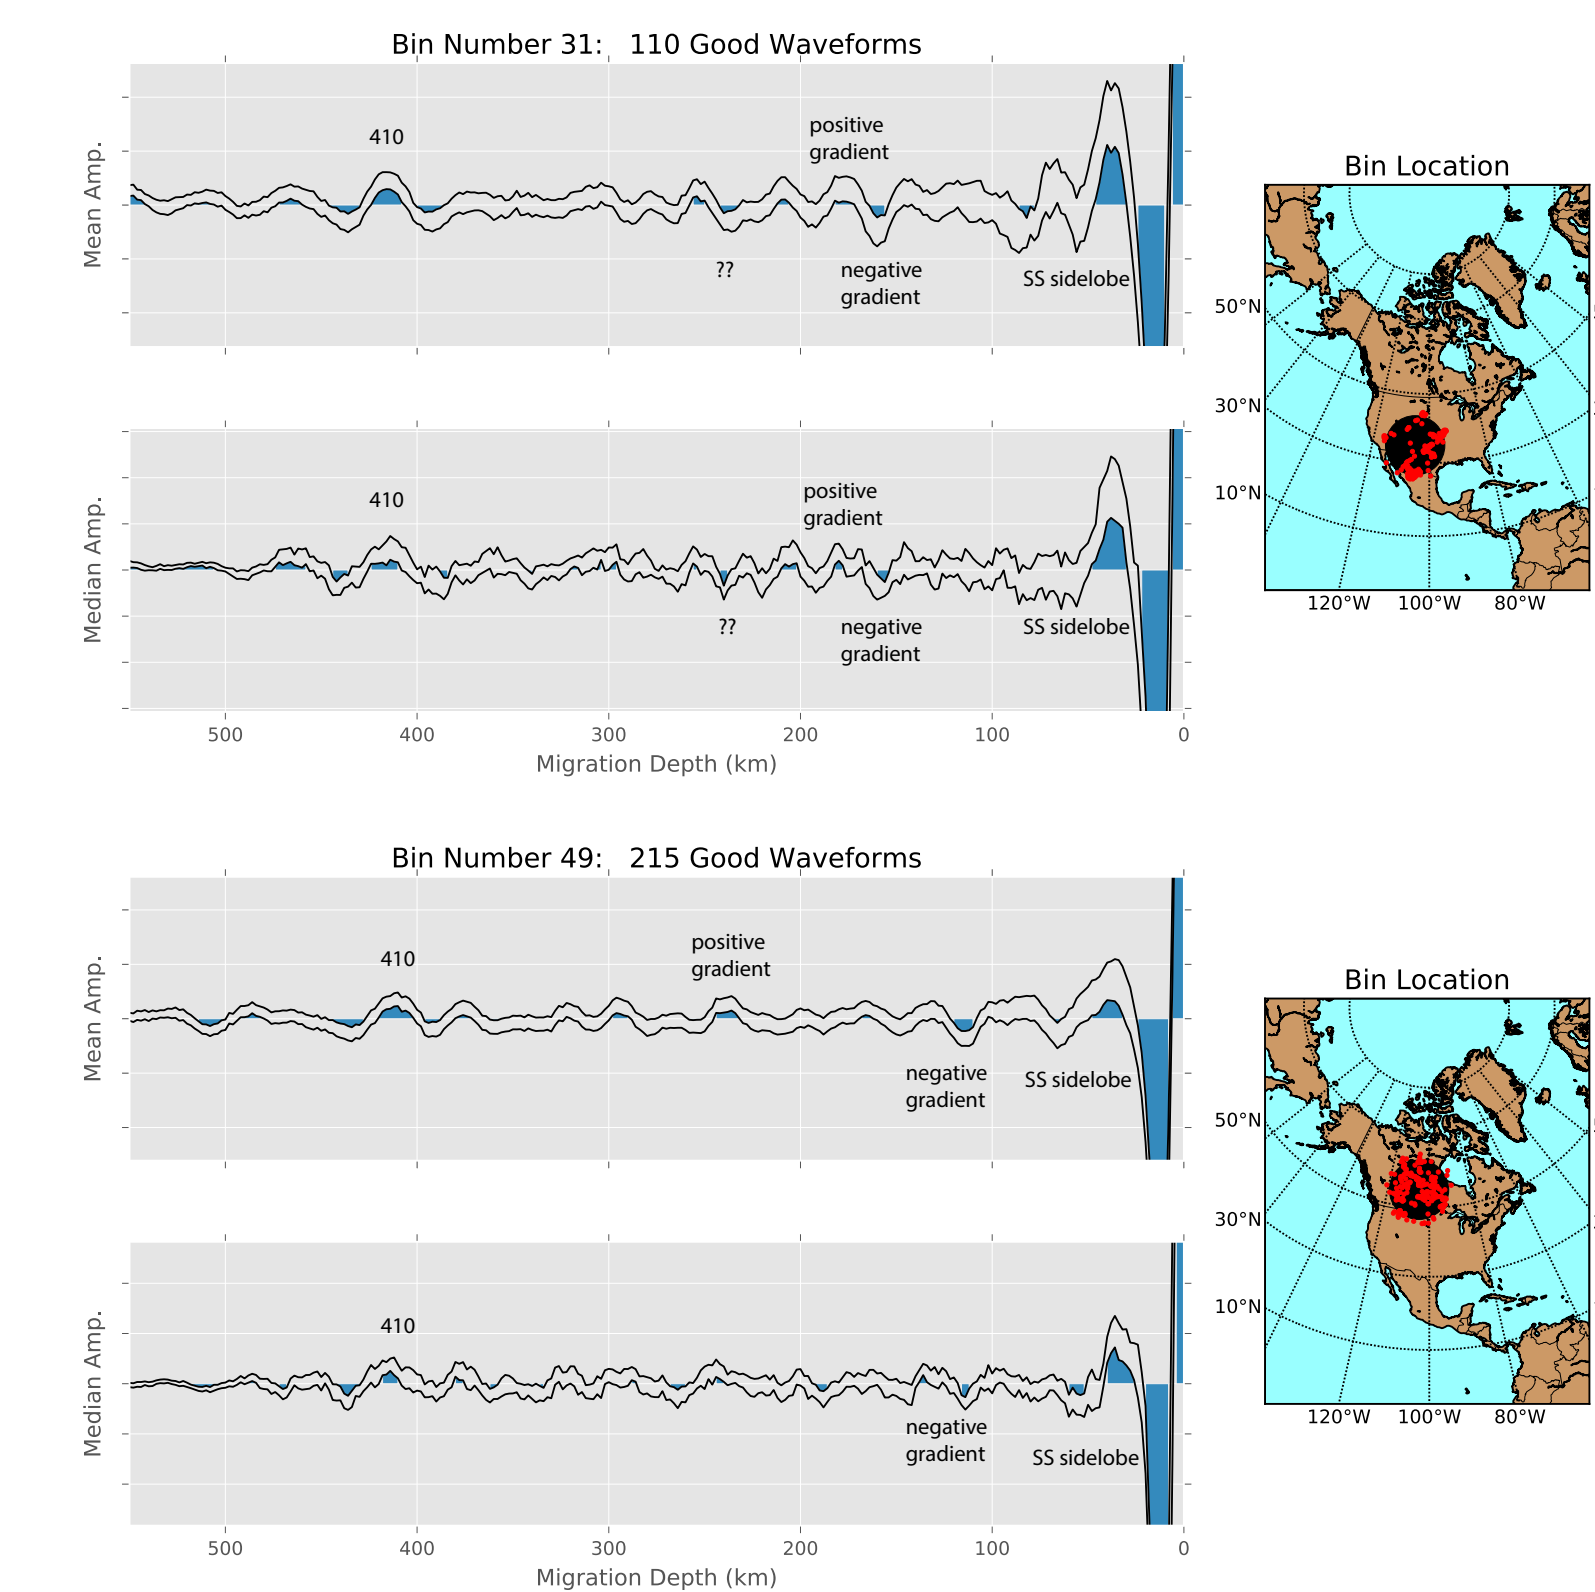 Bin Number 31:   110 Good Waveforms
Mean Amp.
410
positive
gradient
??
negative
gradient
SS sidelobe
Bin Location
50°N
30°N
10°N
120°W 100°W 80°W
Median Amp.
410
positive
gradient
??
negative
gradient
SS sidelobe
500 400 300 200 100 0
Migration Depth (km)
Bin Number 49:   215 Good Waveforms
Mean Amp.
410
positive
gradient
negative
gradient
SS sidelobe
Bin Location
50°N
30°N
10°N
120°W 100°W 80°W
Median Amp.
410
negative
gradient
SS sidelobe
500 400 300 200 100 0
Migration Depth (km)